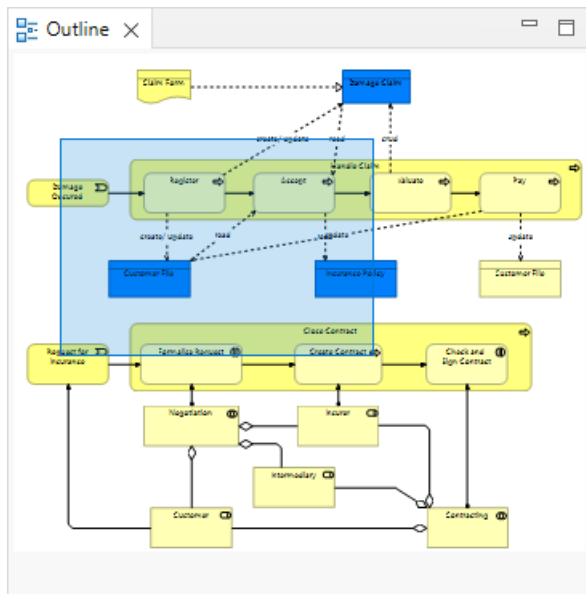 Outline
Claim Form
Damage Claim
create/ update
read
crud
Handle Claim
Damage
Occured
Register
Accept
Valuate
Pay
create/ update
read
read
update
update
Customer File
Insurance Policy
Customer File
Close Contract
Request for
Insurance
Formalise Request
Create Contract
Check and
Sign Contract
Negotiation
Insurer
Intermediary
Customer
Contracting